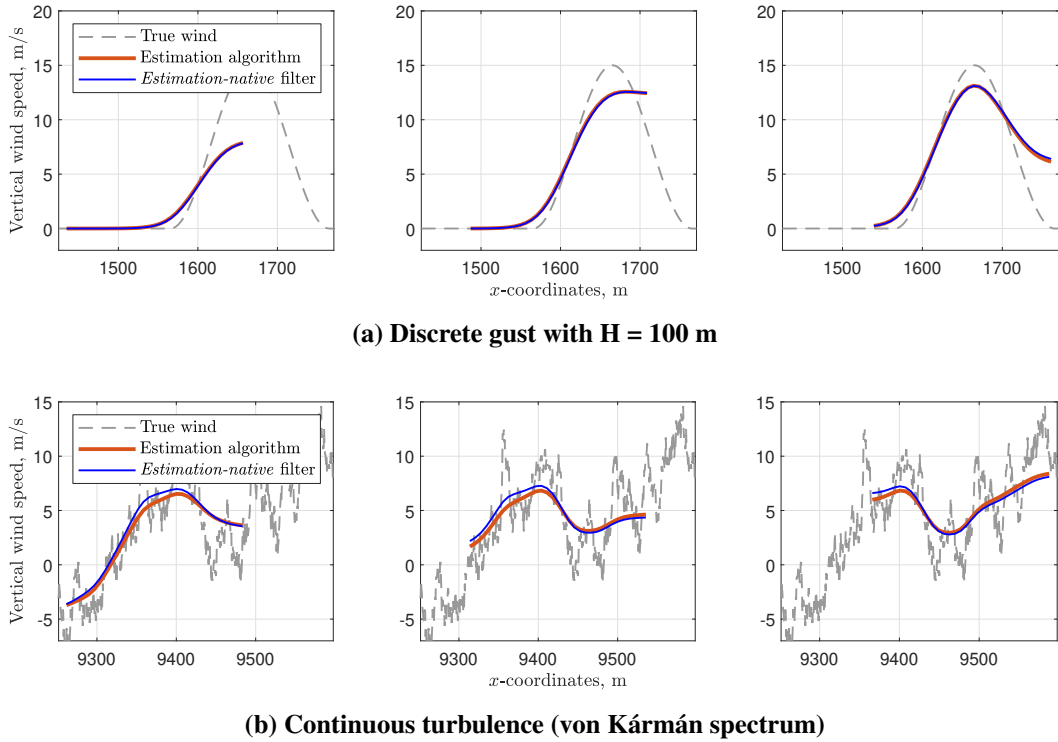 20
15
10
5
0
Vertical wind speed, m/s
True wind
Estimation algorithm
Estimation-native filter
1500 1600 1700
20
15
10
5
0
1500 1600 1700
20
15
10
5
0
1500 1600 1700
x-coordinates, m
(a) Discrete gust with H = 100 m
15
10
5
0
-5
Vertical wind speed, m/s
True wind
Estimation algorithm
Estimation-native filter
9300 9400 9500
15
10
5
0
-5
9300 9400 9500
15
10
5
0
-5
9300 9400 9500
x-coordinates, m
(b) Continuous turbulence (von Kármán spectrum)